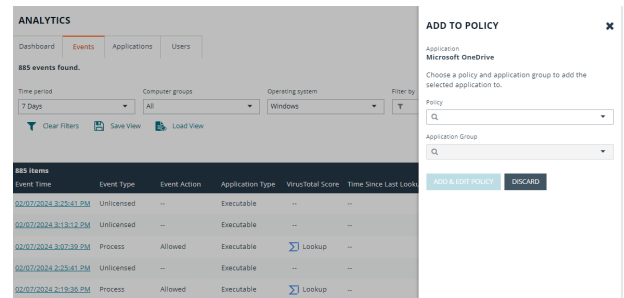 ANALYTICS
Dashboard Events Applications Users
885 events found.
Time period Computer groups Operating system Filter by
7 Days All Windows
Clear Filters Save View Load View
885 items
Event Time Event Type Event Action Application Type VirusTotal Score Time Since Last Looku
02/07/2024 3:25:41 PM Unlicensed -- Executable -- --
02/07/2024 3:13:12 PM Unlicensed -- Executable -- --
02/07/2024 3:07:39 PM Process Allowed Executable Lookup --
02/07/2024 2:25:41 PM Unlicensed -- Executable -- --
02/07/2024 2:19:36 PM Process Allowed Executable Lookup --
ADD TO POLICY
Application
Microsoft OneDrive
Choose a policy and application group to add the
selected application to.
Policy
Application Group
ADD & EDIT POLICY DISCARD